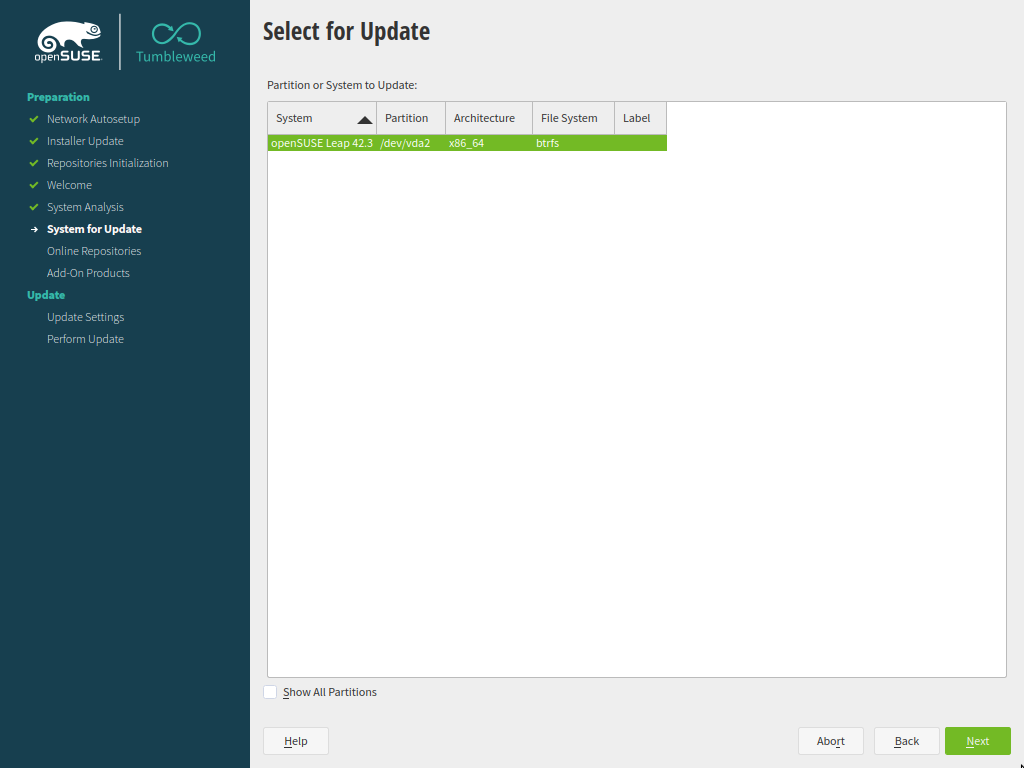 openSUSE
Tumbleweed
Preparation
Network Autosetup
Installer Update
Repositories Initialization
Welcome
System Analysis
System for Update
Online Repositories
Add-On Products
Update
Update Settings
Perform Update
Select for Update
Partition or System to Update:
System Partition Architecture File System Label
openSUSE Leap 42.3 /dev/vda2 x86_64 btrfs
Show All Partitions
Help Abort Back Next